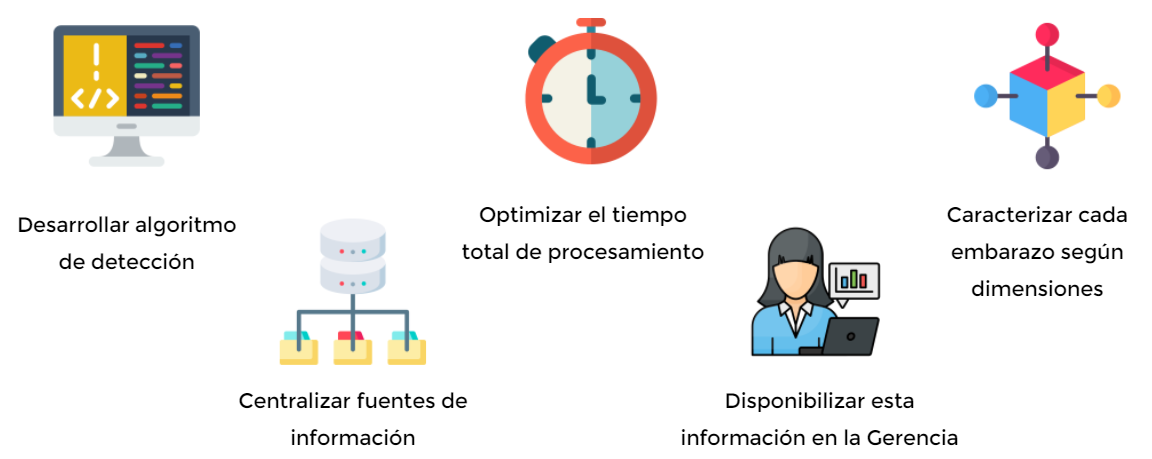 Desarrollar algoritmo
de detección
Centralizar fuentes de
información
Optimizar el tiempo
total de procesamiento
Disponibilizar esta
información en la Gerencia
Caracterizar cada
embarazo según
dimensiones